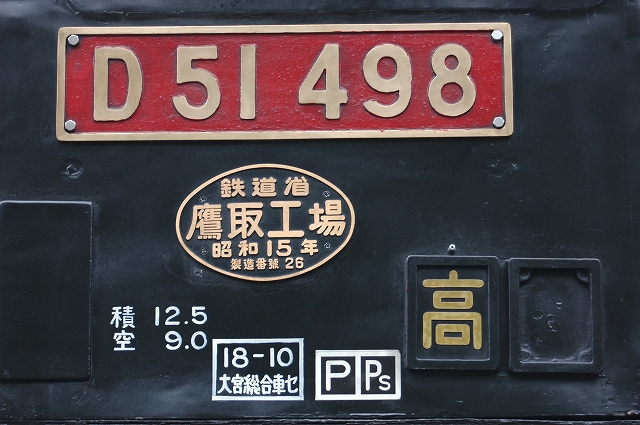 D51 498
鉄道省
鷹取工場
昭和15年
製造番號 26
高
積 12.5
空 9.0
18-10
大宮総合車セ
P Ps